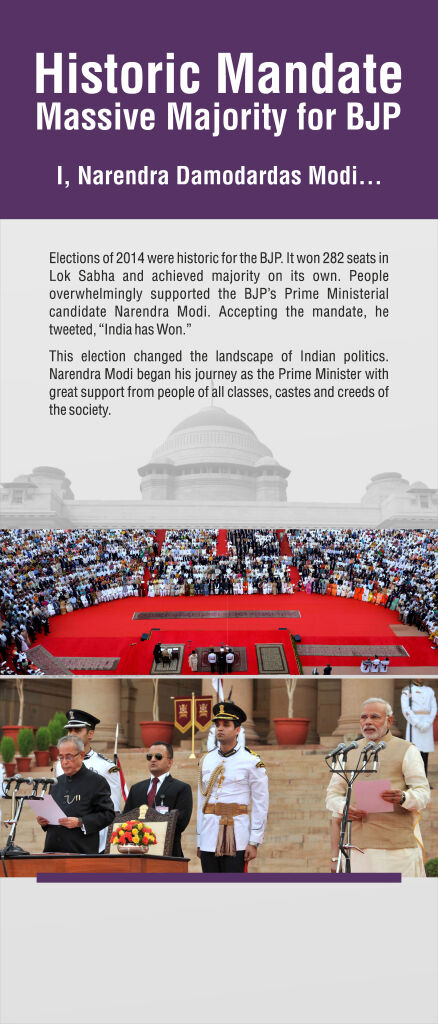 Historic Mandate
Massive Majority for BJP
I, Narendra Damodardas Modi...
Elections of 2014 were historic for the BJP. It won 282 seats in
Lok Sabha and achieved majority on its own. People
overwhelmingly supported the BJP's Prime Ministerial
candidate Narendra Modi. Accepting the mandate, he
tweeted, “India has Won.”
This election changed the landscape of Indian politics.
Narendra Modi began his journey as the Prime Minister with
great support from people of all classes, castes and creeds of
the society.